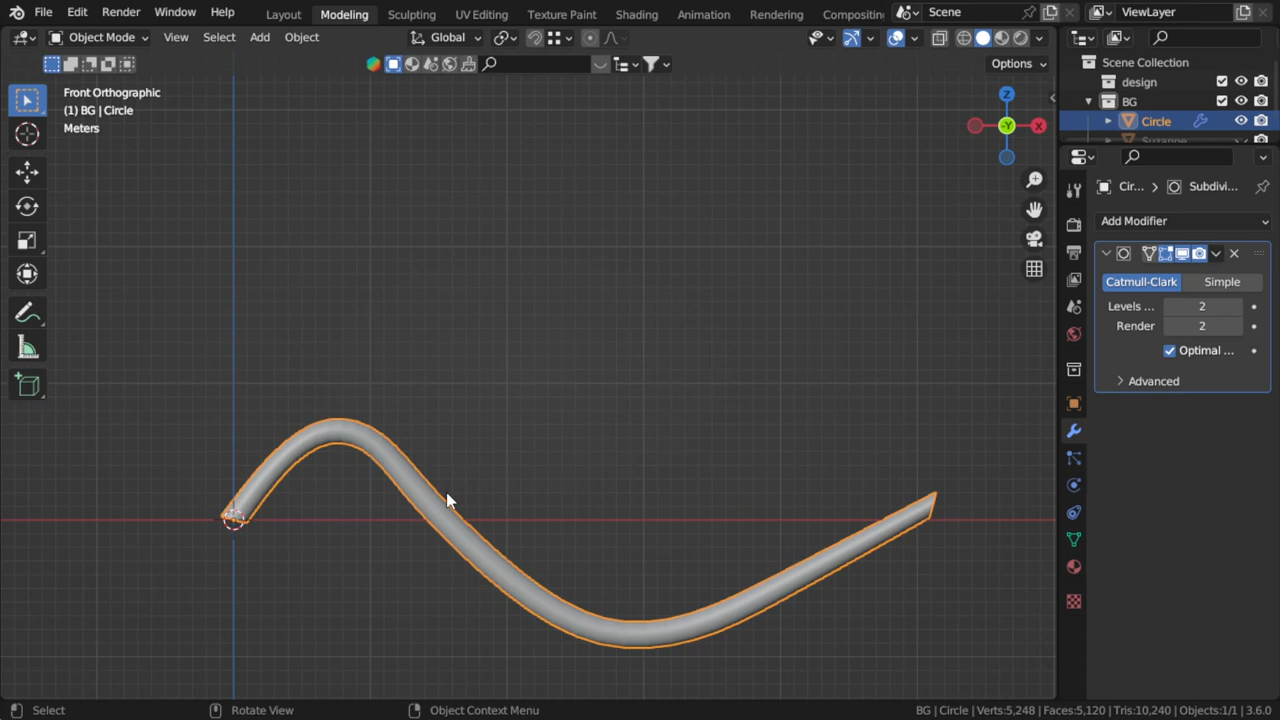 File Edit Render Window Help Layout Modeling Sculpting UV Editing Texture Paint Shading Animation Rendering Compositin Scene ViewLayer
Object Mode View Select Add Object Global
Scene Collection
Options
design
Front Orthographic
(1) BG | Circle
Meters
BG
Circle
Suzanne
Z
-Y
X
Cir... Subdivi...
Add Modifier
Catmull-Clark Simple
Levels ... 2
Render 2
Optimal ...
Advanced
Select Rotate View Object Context Menu BG | Circle | Verts:5,248 | Faces:5,120 | Tris:10,240 | Objects:1/1 | 3.6.0